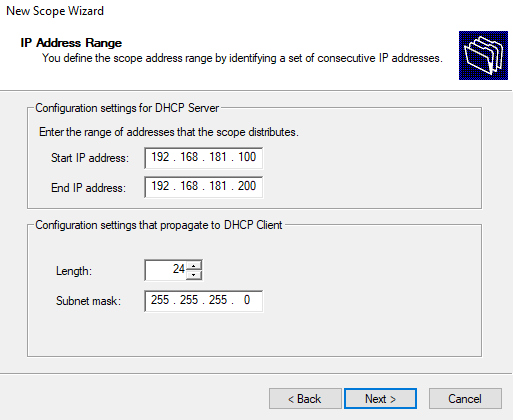 New Scope Wizard
IP Address Range
You define the scope address range by identifying a set of consecutive IP addresses.
Configuration settings for DHCP Server
Enter the range of addresses that the scope distributes.
Start IP address: 192 . 168 . 181 . 100
End IP address: 192 . 168 . 181 . 200
Configuration settings that propagate to DHCP Client
Length: 24
Subnet mask: 255 . 255 . 255 . 0
< Back Next > Cancel